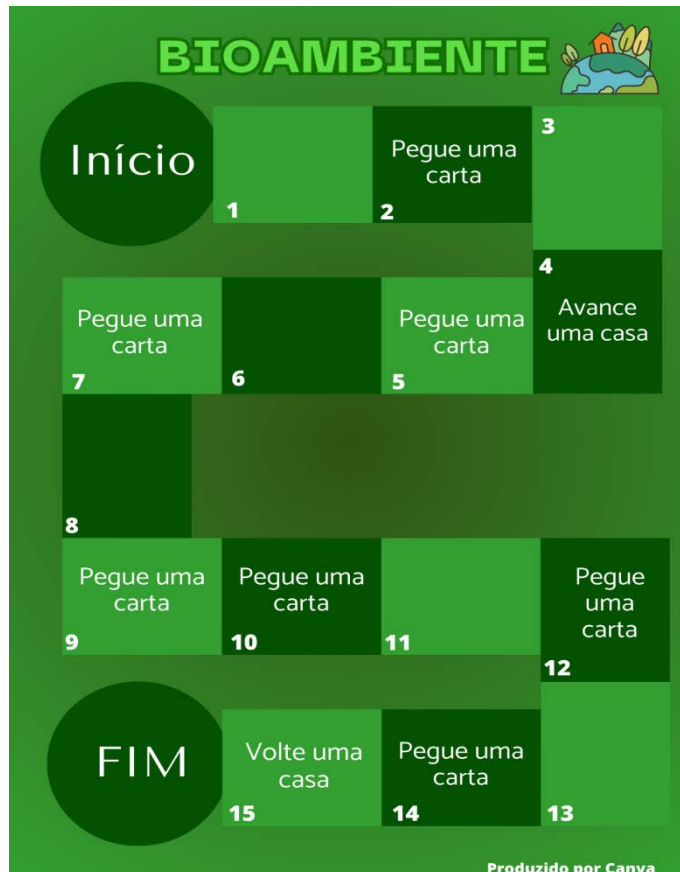 BIOAMBIENTE
Início
1
Pegue uma
carta
2
3
4
Avance
uma casa
Pegue uma
carta
5
6
Pegue uma
carta
7
8
Pegue uma
carta
9
Pegue uma
carta
10
11
Pegue
uma
carta
12
13
Pegue uma
carta
14
Volte uma
casa
15
FIM
Produzido por Canva